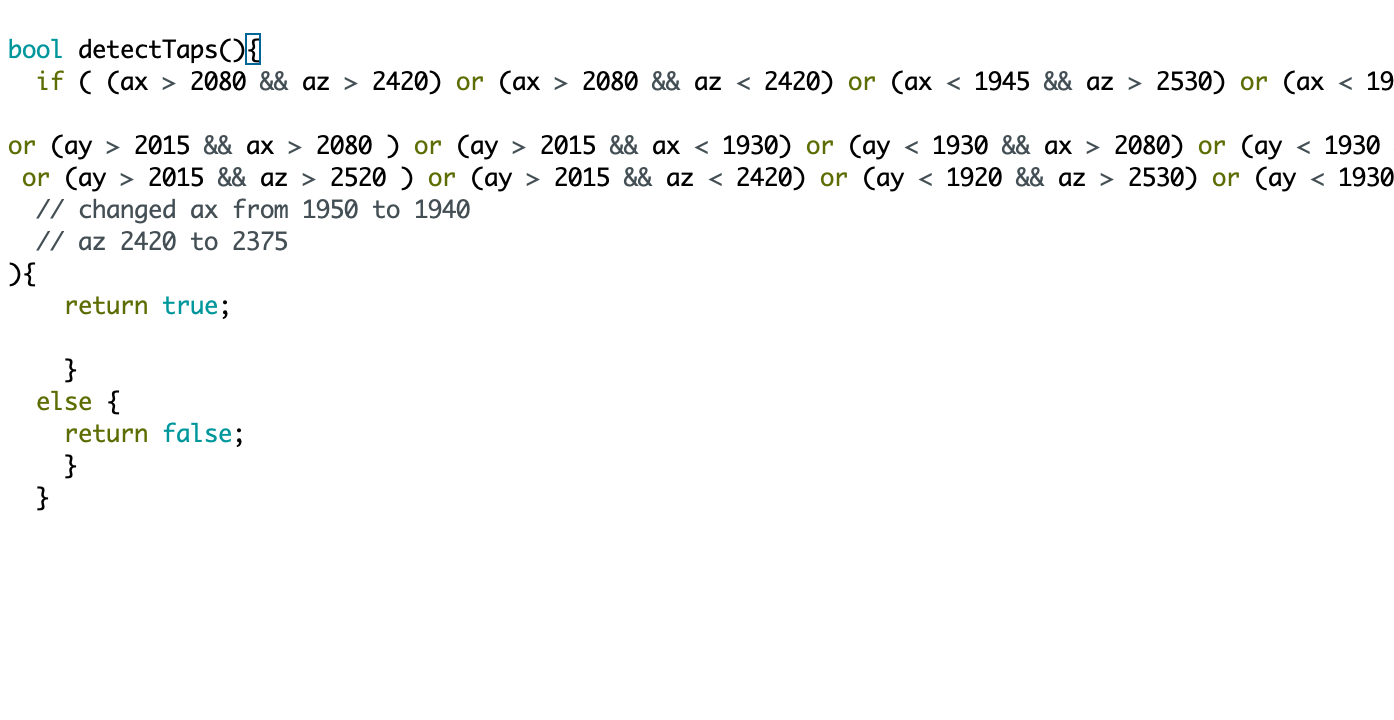 bool detectTaps(){
if ( (ax > 2080 && az > 2420) or (ax > 2080 && az < 2420) or (ax < 1945 && az > 2530) or (ax < 19
or (ay > 2015 && ax > 2080 ) or (ay > 2015 && ax < 1930) or (ay < 1930 && ax > 2080) or (ay < 1930
or (ay > 2015 && az > 2520 ) or (ay > 2015 && az < 2420) or (ay < 1920 && az > 2530) or (ay < 1930
// changed ax from 1950 to 1940
// az 2420 to 2375
){
return true;
}
else {
return false;
}
}